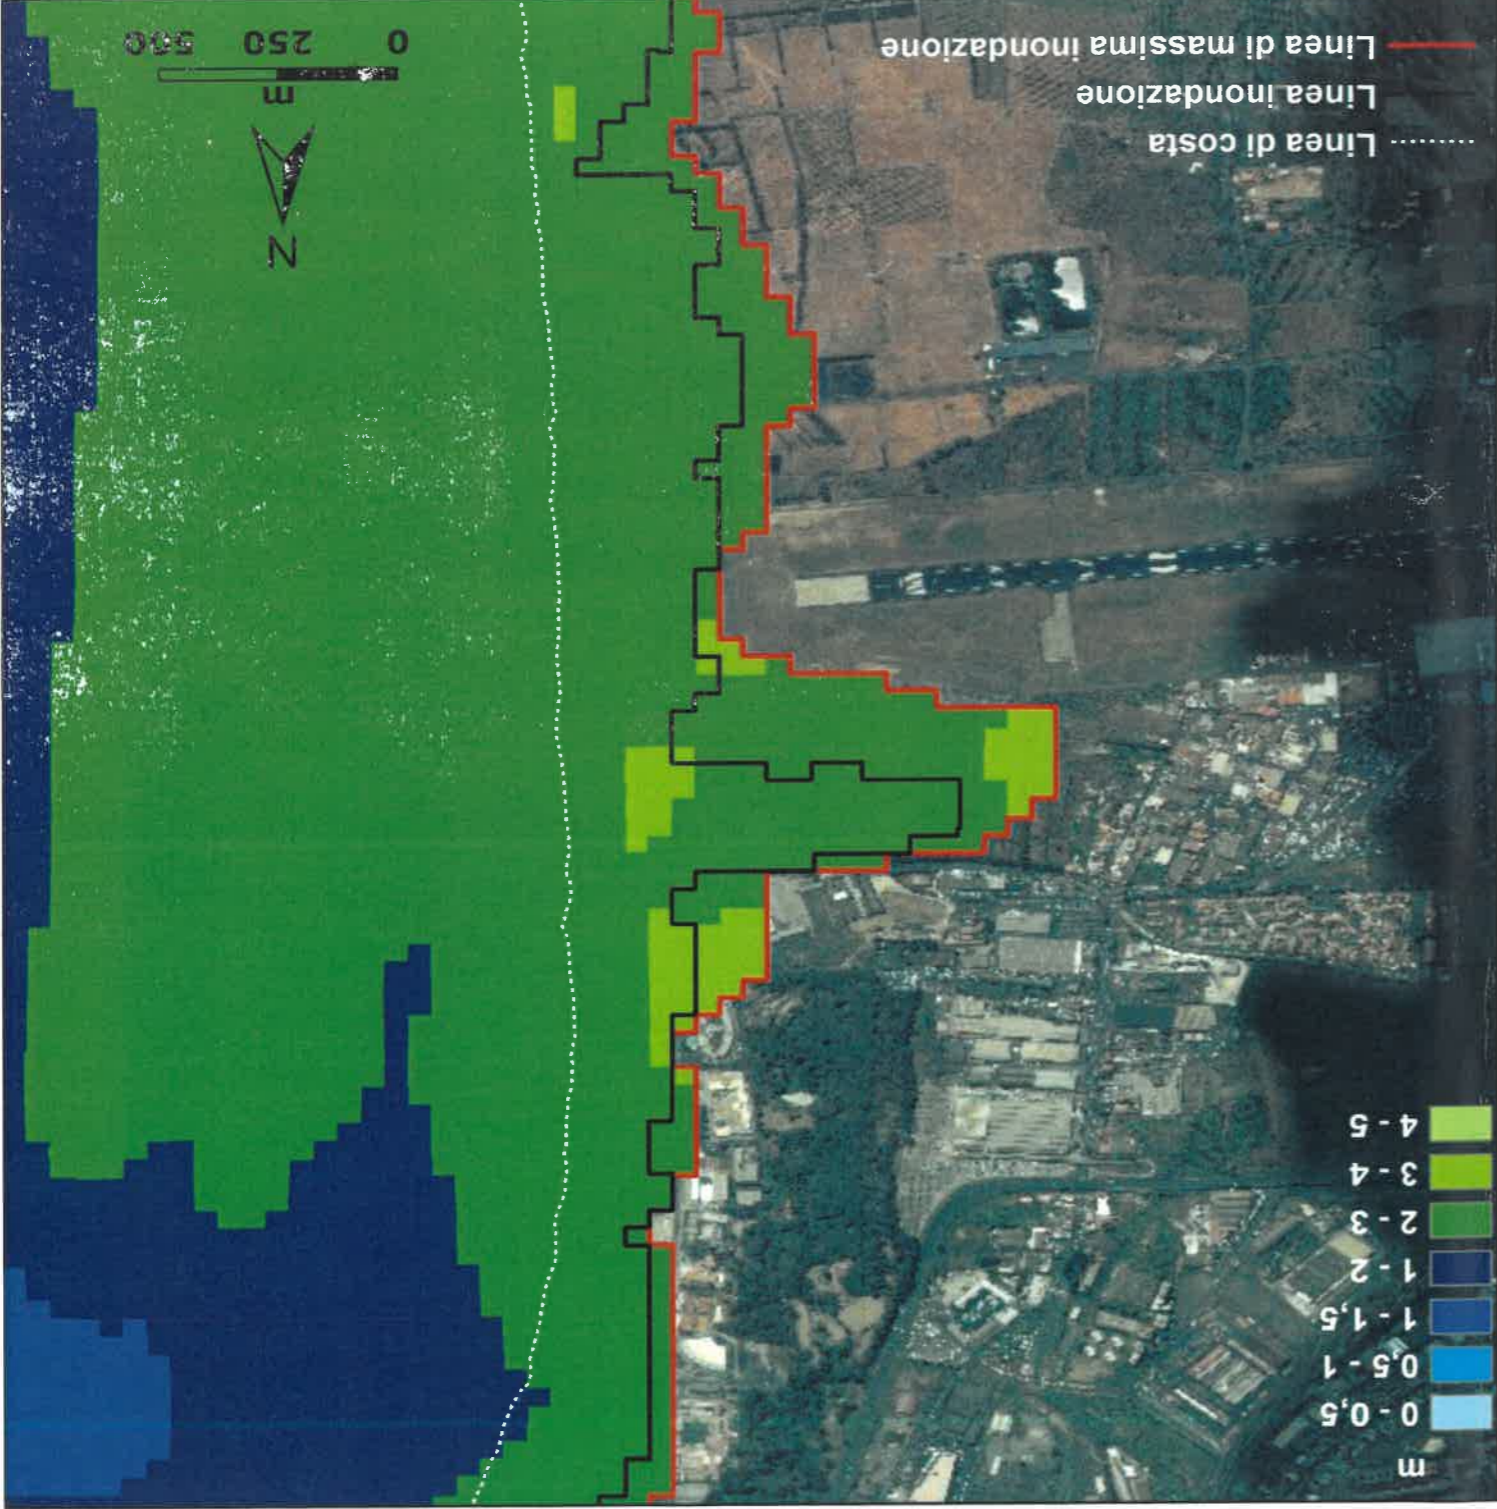 m
0 - 0,5
0,5 - 1
1 - 1,5
1 - 2
2 - 3
3 - 4
4 - 5
Linea di costa
Linea inondazione
Linea di massima inondazione
N
m
0 250 500